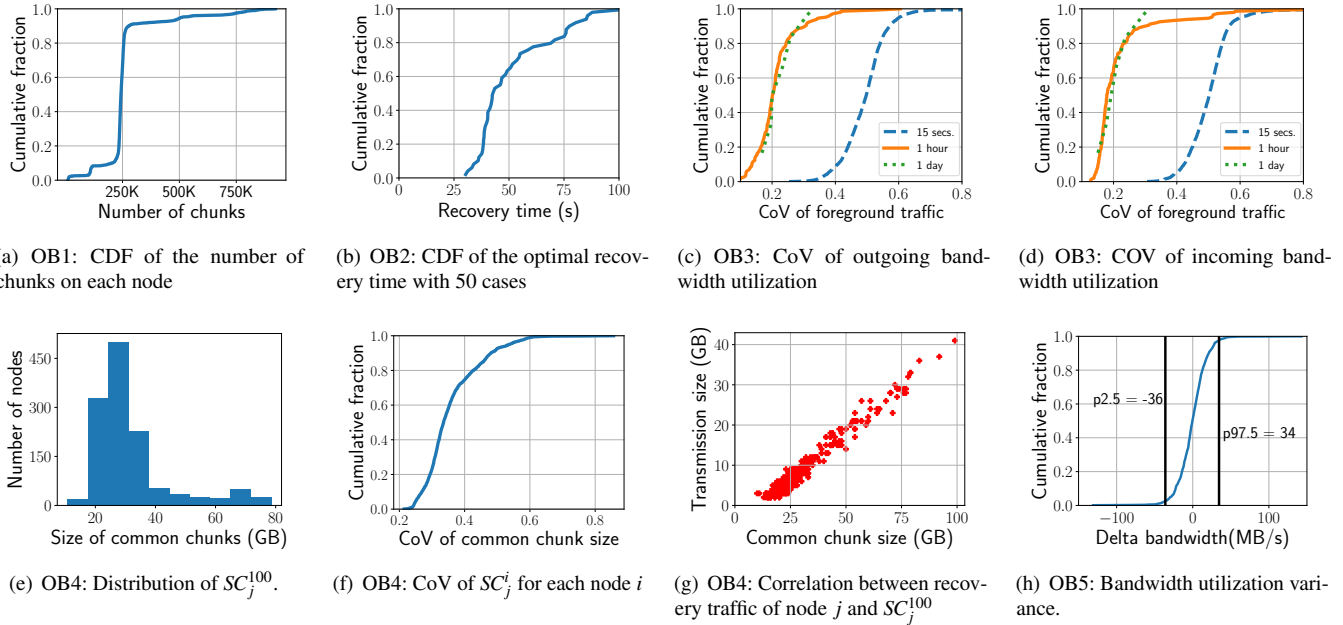 1.0
0.8
0.6
0.4
0.2
0.0
Cumulative fraction
250K 500K 750K
Number of chunks
(a) OB1: CDF of the number of
chunks on each node
1.0
0.8
0.6
0.4
0.2
0.0
Cumulative fraction
0 25 50 75 100
Recovery time (s)
(b) OB2: CDF of the optimal recov-
ery time with 50 cases
1.0
0.8
0.6
0.4
0.2
0.0
Cumulative fraction
15 secs.
1 hour
1 day
0.2 0.4 0.6 0.8
CoV of foreground traffic
(c) OB3: CoV of outgoing band-
width utilization
1.0
0.8
0.6
0.4
0.2
0.0
Cumulative fraction
15 secs.
1 hour
1 day
0.2 0.4 0.6 0.8
CoV of foreground traffic
(d) OB3: COV of incoming band-
width utilization
450
300
150
0
Number of nodes
20 40 60 80
Size of common chunks (GB)
(e) OB4: Distribution of SC_j^100.
1.0
0.8
0.6
0.4
0.2
0.0
Cumulative fraction
0.2 0.4 0.6 0.8
CoV of common chunk size
(f) OB4: CoV of SC_j^i for each node i
40
30
20
10
0
Transmission size (GB)
0 25 50 75 100
Common chunk size (GB)
(g) OB4: Correlation between recov-
ery traffic of node j and SC_j^100
1.0
0.8
0.6
0.4
0.2
0.0
Cumulative fraction
p2.5 = -36
p97.5 = 34
−100 0 100
Delta bandwidth(MB/s)
(h) OB5: Bandwidth utilization vari-
ance.